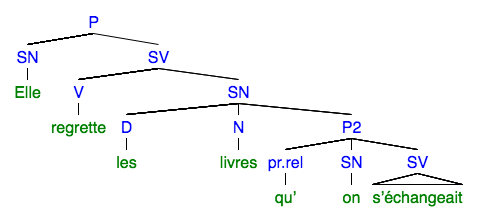 P
SN SV
Elle V SN
regrette D N P2
les livres pr.rel SN SV
qu' on s'échangeait